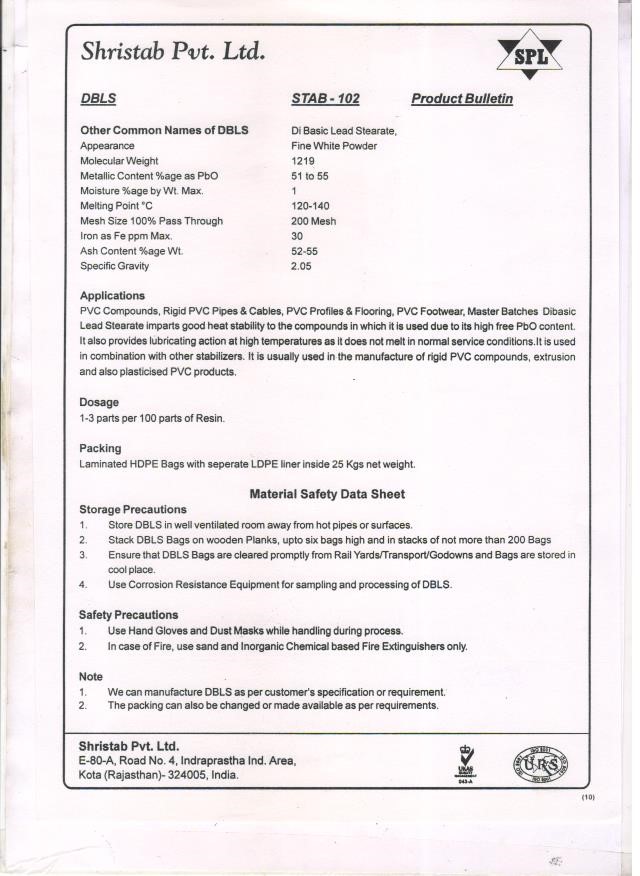 Shristab Pvt. Ltd.
SPL
DBLS STAB - 102 Product Bulletin
Other Common Names of DBLS Di Basic Lead Stearate,
Appearance Fine White Powder
Molecular Weight 1219
Metallic Content %age as PbO 51 to 55
Moisture %age by Wt. Max. 1
Melting Point °C 120-140
Mesh Size 100% Pass Through 200 Mesh
Iron as Fe ppm Max. 30
Ash Content %age Wt. 52-55
Specific Gravity 2.05
Applications
PVC Compounds, Rigid PVC Pipes & Cables, PVC Profiles & Flooring, PVC Footwear, Master Batches Dibasic
Lead Stearate imparts good heat stability to the compounds in which it is used due to its high free PbO content.
It also provides lubricating action at high temperatures as it does not melt in normal service conditions.It is used
in combination with other stabilizers. It is usually used in the manufacture of rigid PVC compounds, extrusion
and also plasticised PVC products.
Dosage
1-3 parts per 100 parts of Resin.
Packing
Laminated HDPE Bags with seperate LDPE liner inside 25 Kgs net weight.
Material Safety Data Sheet
Storage Precautions
1. Store DBLS in well ventilated room away from hot pipes or surfaces.
2. Stack DBLS Bags on wooden Planks, upto six bags high and in stacks of not more than 200 Bags
3. Ensure that DBLS Bags are cleared promptly from Rail Yards/Transport/Godowns and Bags are stored in
cool place.
4. Use Corrosion Resistance Equipment for sampling and processing of DBLS.
Safety Precautions
1. Use Hand Gloves and Dust Masks while handling during process.
2. In case of Fire, use sand and Inorganic Chemical based Fire Extinguishers only.
Note
1. We can manufacture DBLS as per customer's specification or requirement.
2. The packing can also be changed or made available as per requirements.
Shristab Pvt. Ltd.
E-80-A, Road No. 4, Indraprastha Ind. Area,
Kota (Rajasthan)- 324005, India.
UKAS
QUALITY
MANAGEMENT
043-A
ISO 9001
URS
ISO 9001
(10)